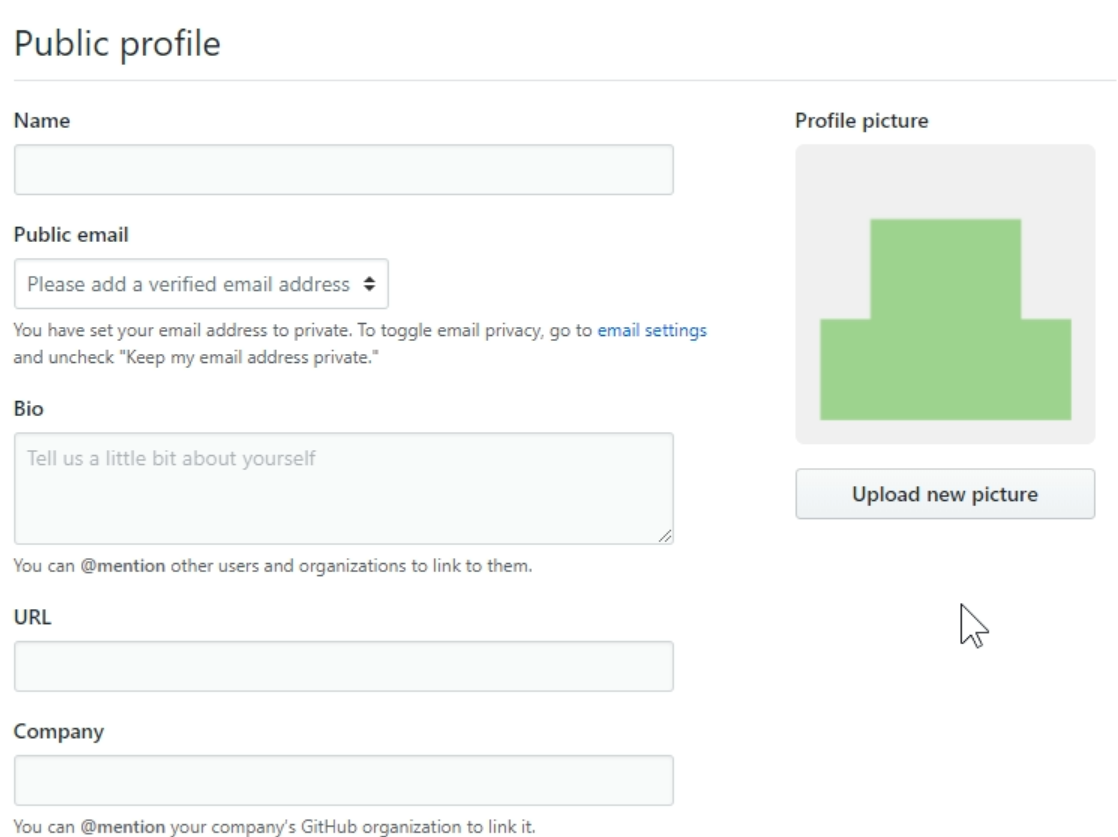 Public profile
Name
Profile picture
Public email
Please add a verified email address
You have set your email address to private. To toggle email privacy, go to email settings
and uncheck "Keep my email address private."
Bio
Tell us a little bit about yourself
Upload new picture
You can @mention other users and organizations to link to them.
URL
Company
You can @mention your company's GitHub organization to link it.